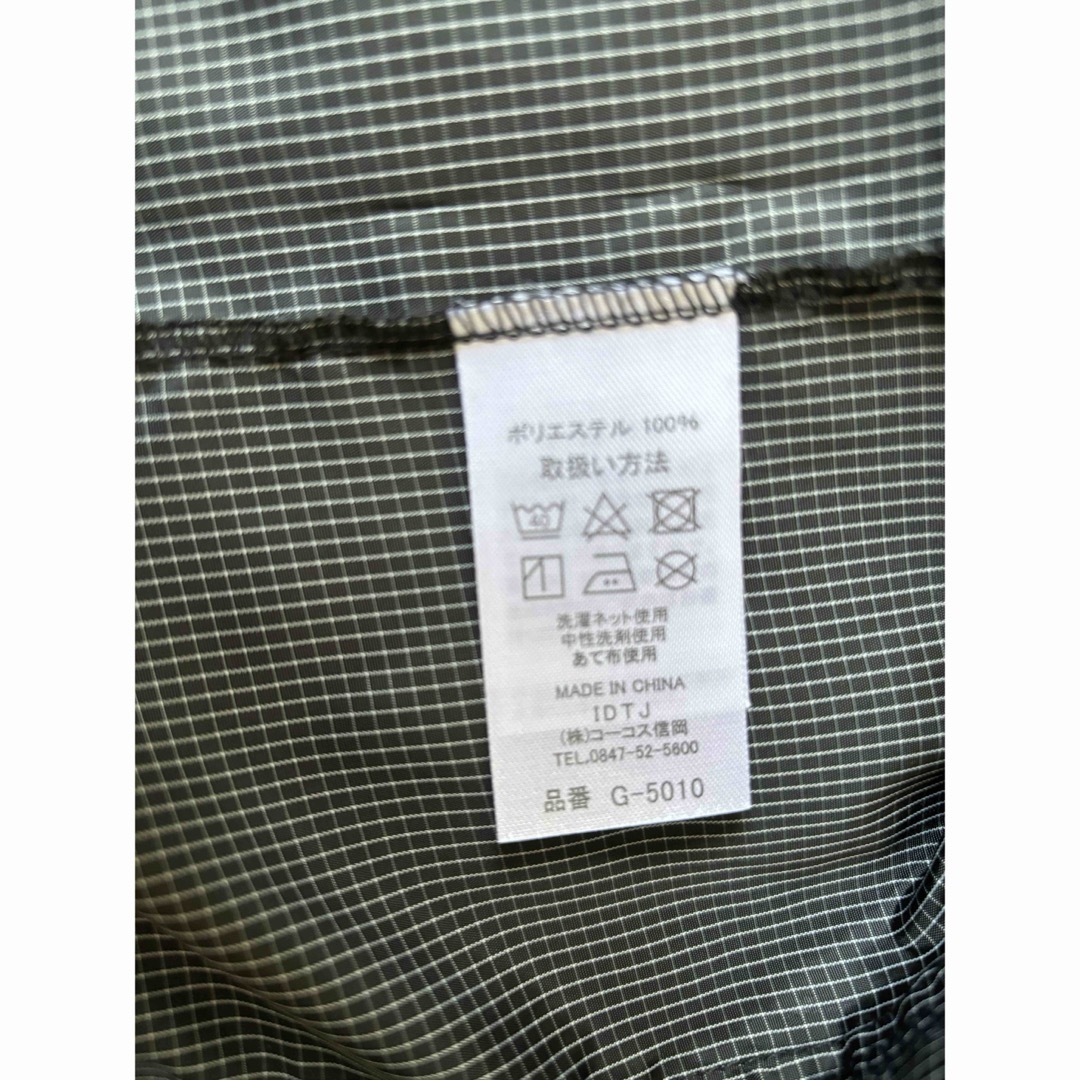 ポリエステル 100%
取扱い方法
40
洗濯ネット使用
中性洗剤使用
あて布使用
MADE IN CHINA
IDTJ
(株)コーコス信岡
TEL.0847-52-5600
品番 G-5010